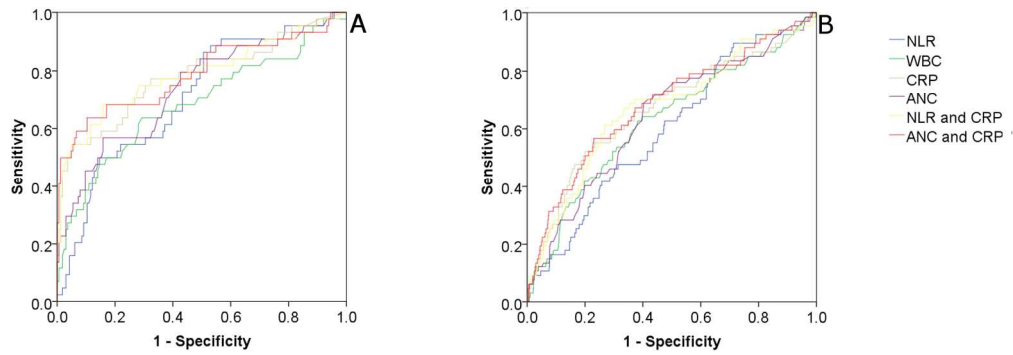 A
Sensitivity
1.0
0.8
0.6
0.4
0.2
0.0
0.0 0.2 0.4 0.6 0.8 1.0
1 - Specificity
B
Sensitivity
1.0
0.8
0.6
0.4
0.2
0.0
0.0 0.2 0.4 0.6 0.8 1.0
1 - Specificity
NLR
WBC
CRP
ANC
NLR and CRP
ANC and CRP